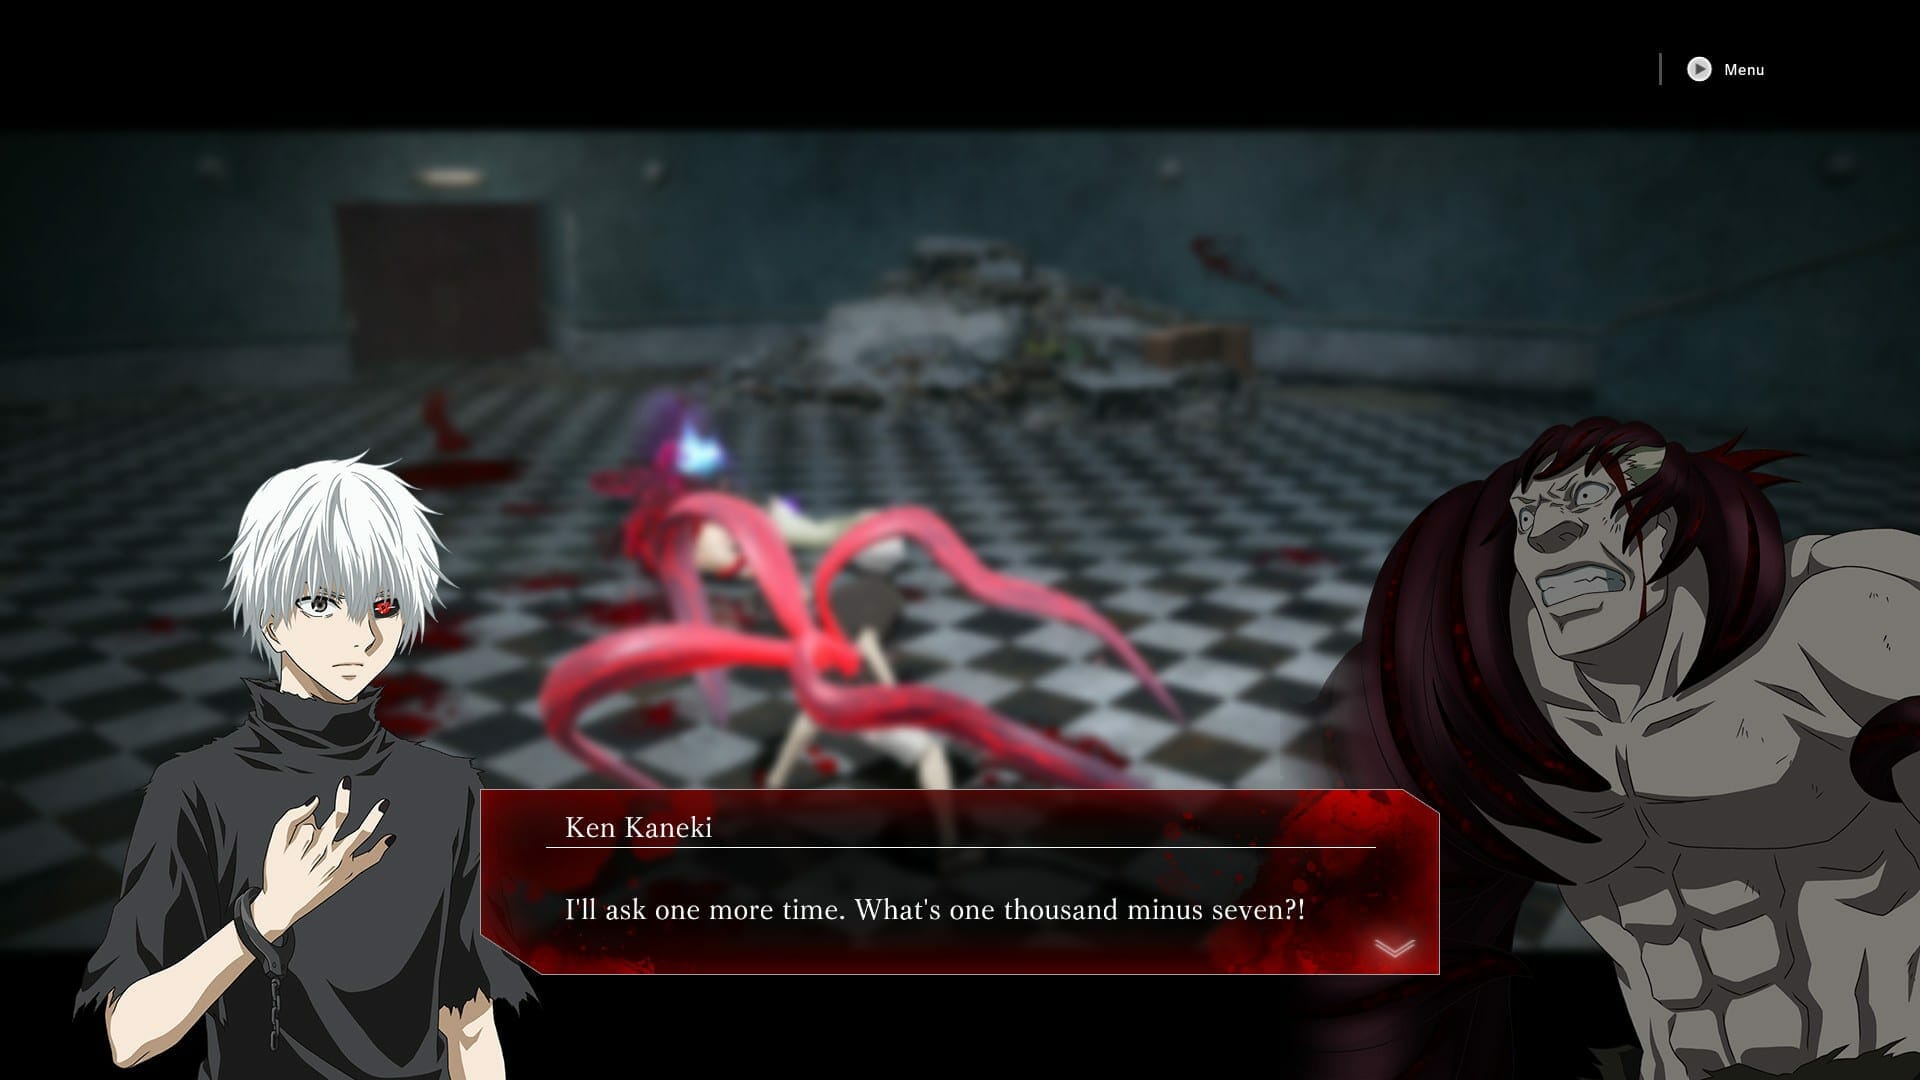 Menu
Ken Kaneki
I'll ask one more time. What's one thousand minus seven?!